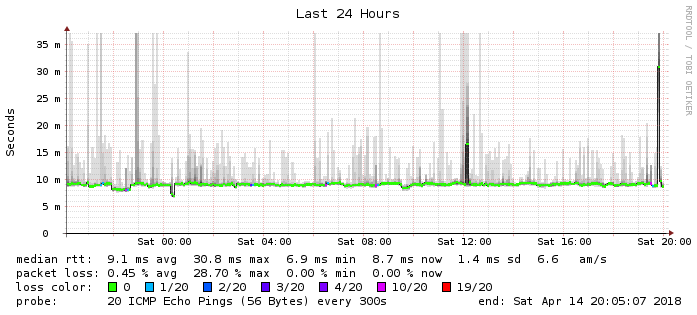 Last 24 Hours
RRDTOOL / TOBI OETIKER
Seconds
35 m
30 m
25 m
20 m
15 m
10 m
5 m
0
Sat 00:00 Sat 04:00 Sat 08:00 Sat 12:00 Sat 16:00 Sat 20:00
median rtt: 9.1 ms avg 30.8 ms max 6.9 ms min 8.7 ms now 1.4 ms sd 6.6 am/s
packet loss: 0.45 % avg 28.70 % max 0.00 % min 0.00 % now
loss color: 0 1/20 2/20 3/20 4/20 10/20 19/20
probe: 20 ICMP Echo Pings (56 Bytes) every 300s end: Sat Apr 14 20:05:07 2018